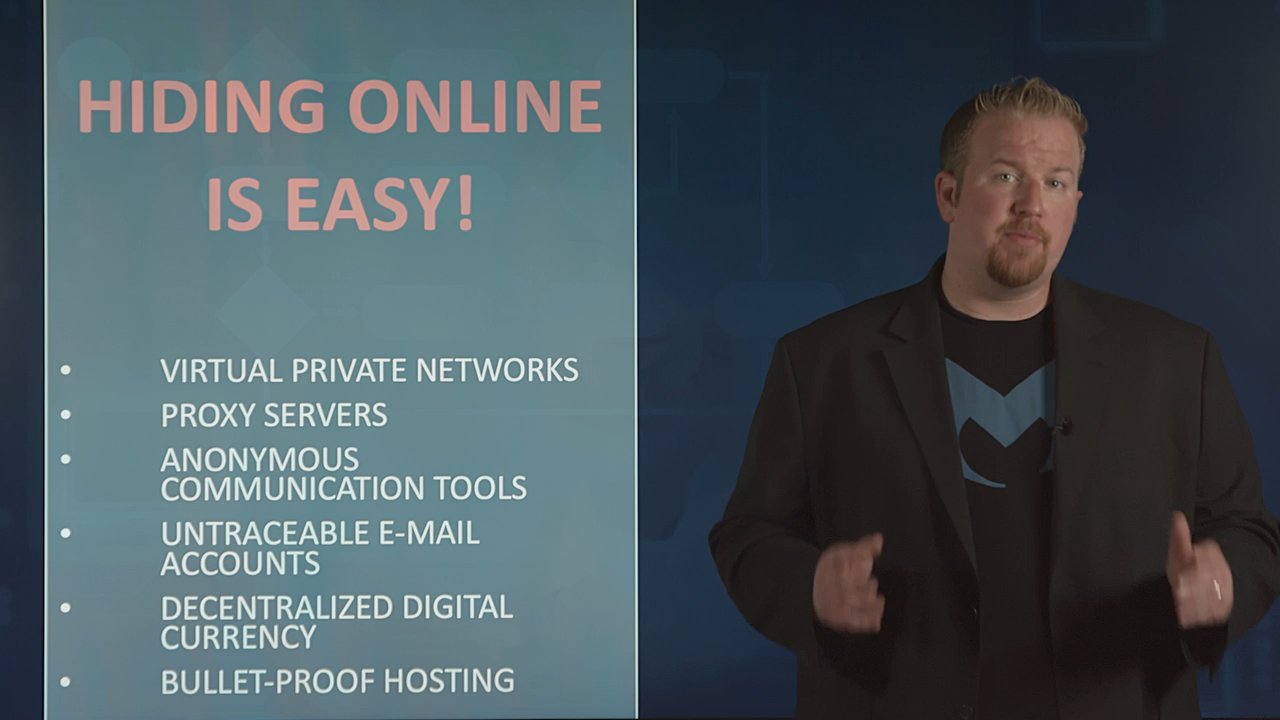 HIDING ONLINE
IS EASY!
• VIRTUAL PRIVATE NETWORKS
• PROXY SERVERS
• ANONYMOUS
COMMUNICATION TOOLS
• UNTRACEABLE E-MAIL
ACCOUNTS
• DECENTRALIZED DIGITAL
CURRENCY
• BULLET-PROOF HOSTING